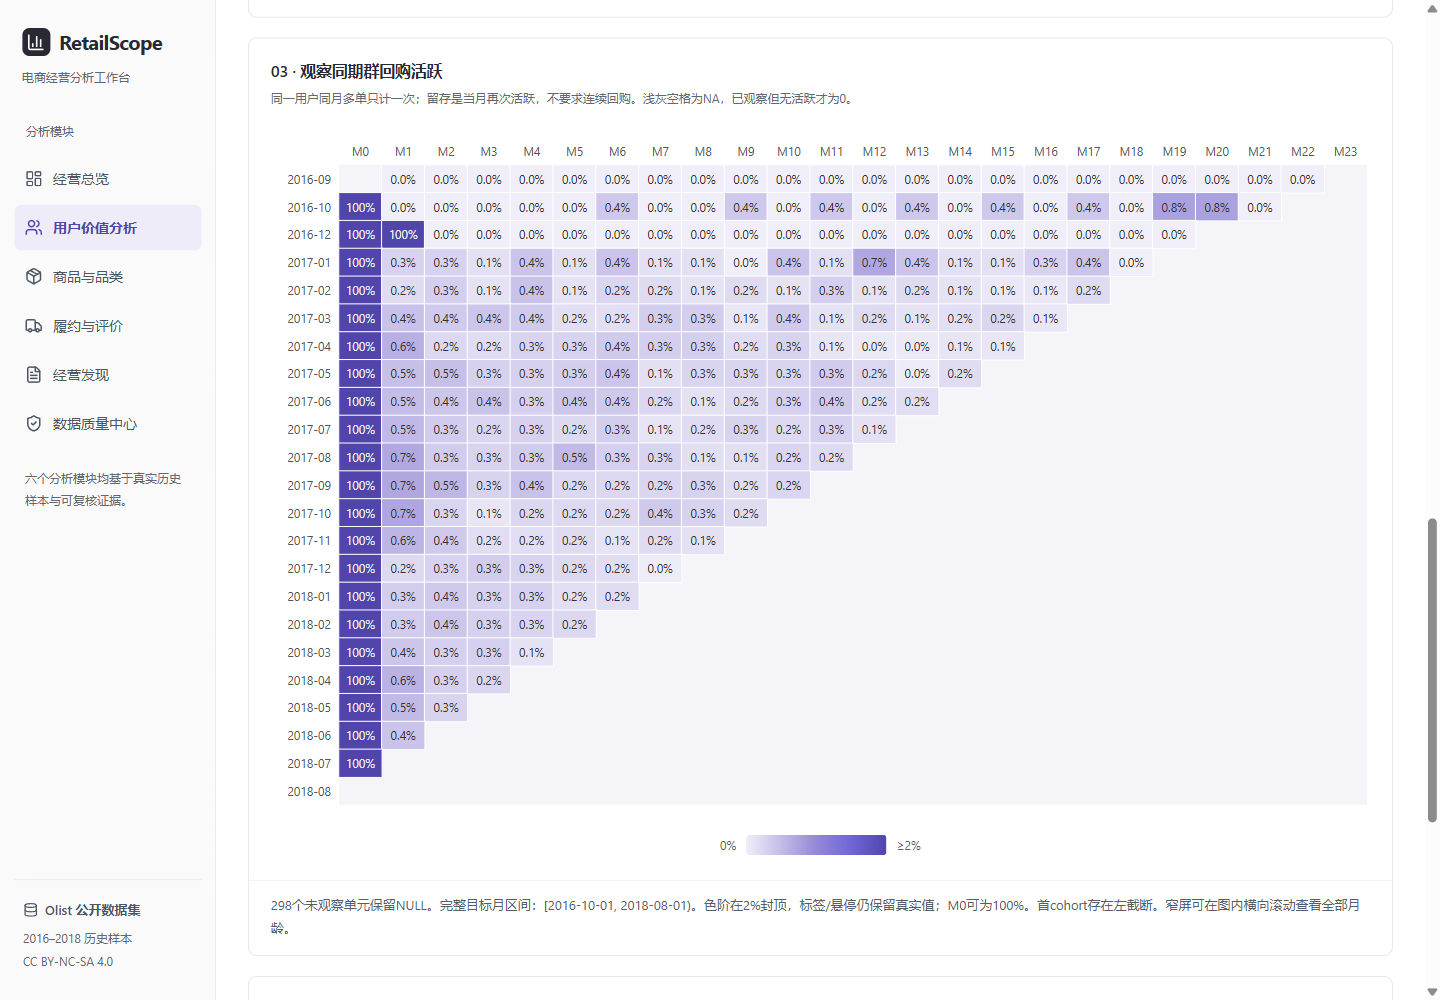 RetailScope
电商经营分析工作台
分析模块
经营总览
用户价值分析
商品与品类
履约与评价
经营发现
数据质量中心
六个分析模块均基于真实历史
样本与可复核证据。
Olist 公开数据集
2016–2018 历史样本
CC BY-NC-SA 4.0
03 · 观察同期群回购活跃
同一用户同月多单只计一次；留存是当月再次活跃，不要求连续回购。浅灰空格为NA，已观察但无活跃才为0。
M0 M1 M2 M3 M4 M5 M6 M7 M8 M9 M10 M11 M12 M13 M14 M15 M16 M17 M18 M19 M20 M21 M22 M23
2016-09 0.0% 0.0% 0.0% 0.0% 0.0% 0.0% 0.0% 0.0% 0.0% 0.0% 0.0% 0.0% 0.0% 0.0% 0.0% 0.0% 0.0% 0.0% 0.0% 0.0% 0.0% 0.0%
2016-10 100% 0.0% 0.0% 0.0% 0.0% 0.0% 0.4% 0.0% 0.0% 0.4% 0.0% 0.4% 0.0% 0.4% 0.0% 0.4% 0.0% 0.4% 0.0% 0.8% 0.8% 0.0%
2016-12 100% 100% 0.0% 0.0% 0.0% 0.0% 0.0% 0.0% 0.0% 0.0% 0.0% 0.0% 0.0% 0.0% 0.0% 0.0% 0.0% 0.0% 0.0% 0.0%
2017-01 100% 0.3% 0.3% 0.1% 0.4% 0.1% 0.4% 0.1% 0.1% 0.0% 0.4% 0.1% 0.7% 0.4% 0.1% 0.1% 0.3% 0.4% 0.0%
2017-02 100% 0.2% 0.3% 0.1% 0.4% 0.1% 0.2% 0.2% 0.1% 0.2% 0.1% 0.3% 0.1% 0.2% 0.1% 0.1% 0.1% 0.2%
2017-03 100% 0.4% 0.4% 0.4% 0.4% 0.2% 0.2% 0.3% 0.3% 0.1% 0.4% 0.1% 0.2% 0.1% 0.2% 0.2% 0.1%
2017-04 100% 0.6% 0.2% 0.2% 0.3% 0.3% 0.4% 0.3% 0.3% 0.2% 0.3% 0.1% 0.0% 0.0% 0.1% 0.1%
2017-05 100% 0.5% 0.5% 0.3% 0.3% 0.3% 0.4% 0.1% 0.3% 0.3% 0.3% 0.3% 0.2% 0.0% 0.2%
2017-06 100% 0.5% 0.4% 0.4% 0.3% 0.4% 0.4% 0.2% 0.1% 0.2% 0.3% 0.4% 0.2% 0.2%
2017-07 100% 0.5% 0.3% 0.2% 0.3% 0.2% 0.3% 0.1% 0.2% 0.3% 0.2% 0.3% 0.1%
2017-08 100% 0.7% 0.3% 0.3% 0.3% 0.5% 0.3% 0.3% 0.1% 0.1% 0.2% 0.2%
2017-09 100% 0.7% 0.5% 0.3% 0.4% 0.2% 0.2% 0.2% 0.3% 0.2% 0.2%
2017-10 100% 0.7% 0.3% 0.1% 0.2% 0.2% 0.2% 0.4% 0.3% 0.2%
2017-11 100% 0.6% 0.4% 0.2% 0.2% 0.2% 0.1% 0.2% 0.1%
2017-12 100% 0.2% 0.3% 0.3% 0.3% 0.2% 0.2% 0.0%
2018-01 100% 0.3% 0.4% 0.3% 0.3% 0.2% 0.2%
2018-02 100% 0.3% 0.4% 0.3% 0.3% 0.2%
2018-03 100% 0.4% 0.3% 0.3% 0.1%
2018-04 100% 0.6% 0.3% 0.2%
2018-05 100% 0.5% 0.3%
2018-06 100% 0.4%
2018-07 100%
2018-08
0% ≥2%
298个未观察单元保留NULL。完整目标月区间：[2016-10-01, 2018-08-01)。色阶在2%封顶，标签/悬停仍保留真实值；M0可为100%。首cohort存在左截断。窄屏可在图内横向滚动查看全部月
龄。